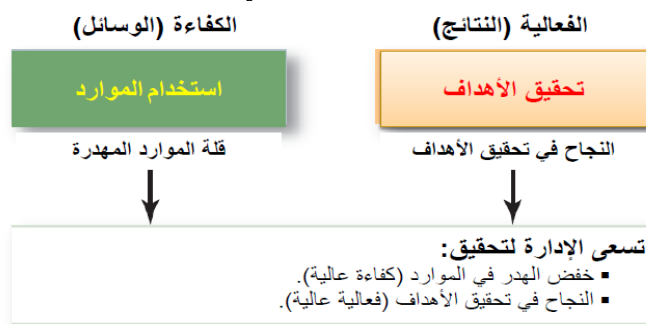 الفعالية (النتائج)
الكفاءة (الوسائل)
تحقيق الأهداف
استخدام الموارد
النجاح في تحقيق الأهداف
قلة الموارد المهدرة
تسعى الإدارة لتحقيق:
▪ خفض الهدر في الموارد (كفاءة عالية).
▪ النجاح في تحقيق الأهداف (فعالية عالية).